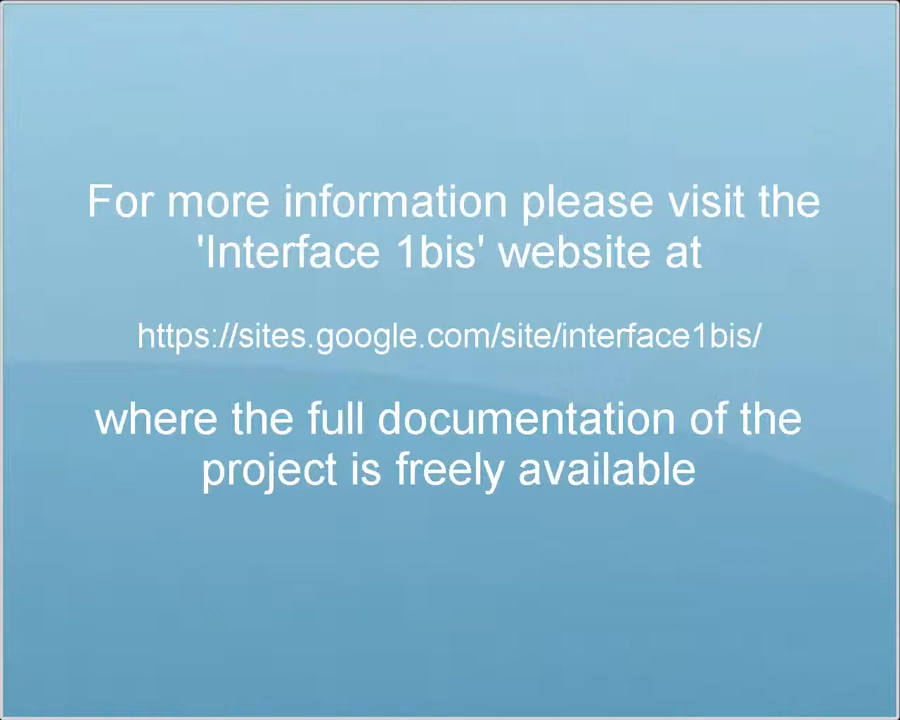 For more information please visit the
'Interface 1bis' website at
https://sites.google.com/site/interface1bis/
where the full documentation of the
project is freely available